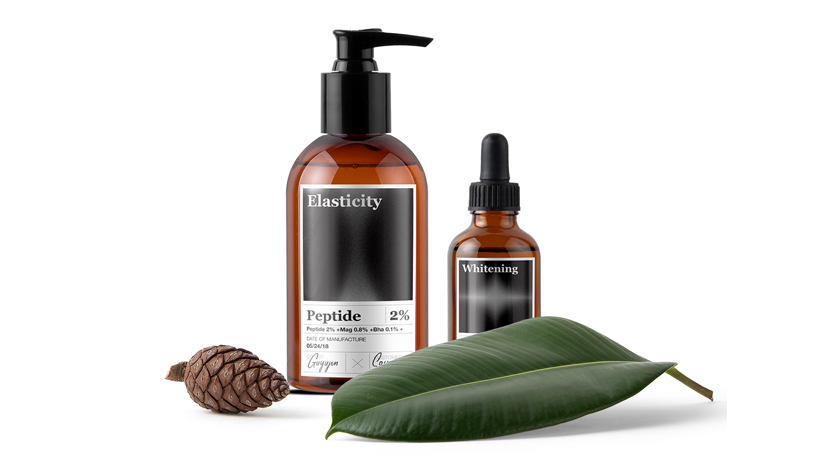 Elasticity
Peptide 2%
Peptide 2% +Mag 0.8% +Bha 0.1% +
DATE OF MANUFACTURE
05/24/18
Whitening